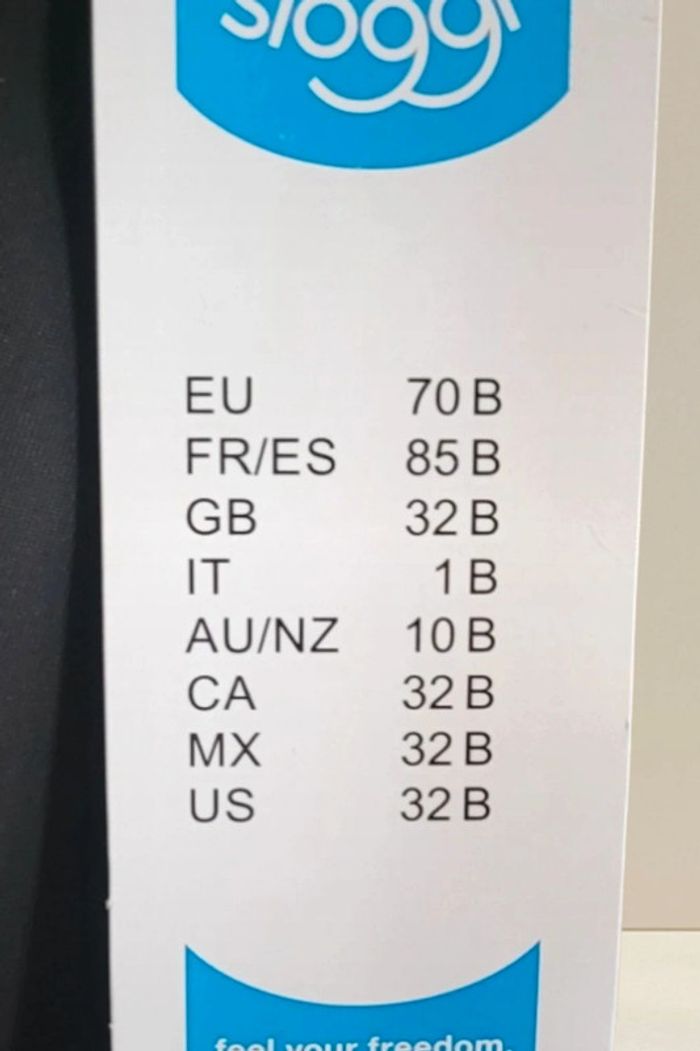 sloggi
EU 70 B
FR/ES 85 B
GB 32 B
IT 1 B
AU/NZ 10 B
CA 32 B
MX 32 B
US 32 B
feel your freedom.